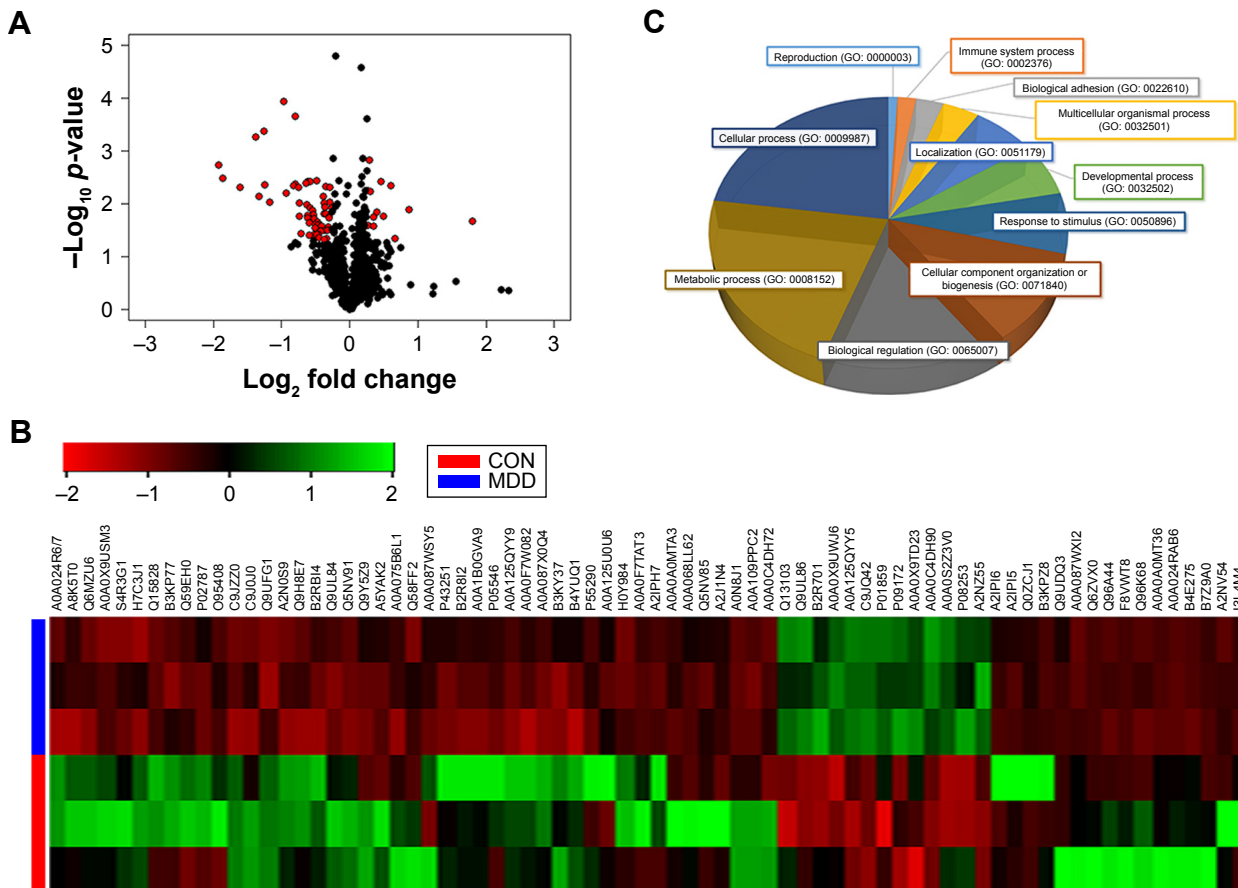 A
5
4
3
2
1
0
–Log10 p-value
–3
–2
–1
0
1
2
3
Log2 fold change
C
Reproduction (GO: 0000003)
Immune system process
(GO: 0002376)
Biological adhesion (GO: 0022610)
Multicellular organismal process
(GO: 0032501)
Cellular process (GO: 0009987)
Localization (GO: 0051179)
Developmental process
(GO: 0032502)
Response to stimulus (GO: 0050896)
Cellular component organization or
biogenesis (GO: 0071840)
Metabolic process (GO: 0008152)
Biological regulation (GO: 0065007)
B
–2
–1
0
1
2
CON
MDD
A0A024R6/7
A8K5T0
Q6MZU6
A0A0X9USM3
S4R3G1
H7C3J1
Q15828
B3KP77
Q59EH0
P02787
O95408
C9JZZ0
C9J0J0
Q9UFG1
A2N0S9
Q9H8E7
B2RBI4
Q9UL84
Q5NV91
Q9Y5Z9
A5YAK2
A0A075B6L1
Q58FF2
A0A087WSY5
P43251
B2R8I2
A0A1B0GVA9
P05546
A0A125QYY9
A0A0F7W082
A0A087X0Q4
B3KY37
B4YUQ1
P55290
A0A125U0U6
H0Y984
A0A0F7TAT3
A2IPH7
A0A0A0MTA3
A0A068LL62
Q5NV85
A2J1N4
A0N8J1
A0A109PPC2
A0A0C4DH72
Q13103
Q9UL86
B2R701
A0A0X9UWJ6
A0A125QYY5
C9JQ42
P01859
P09172
A0A0X9TD23
A0A0C4DH90
A0A0S2Z3V0
P08253
A2NZ55
A2IPI6
A2IPI5
Q0ZCJ1
B3KPZ8
Q9UDQ3
A0A087WXI2
Q6ZVX0
Q96A44
F8VWT8
Q96K68
A0A0A0MT36
A0A024RAB6
B4E275
B7Z9A0
A2NV54